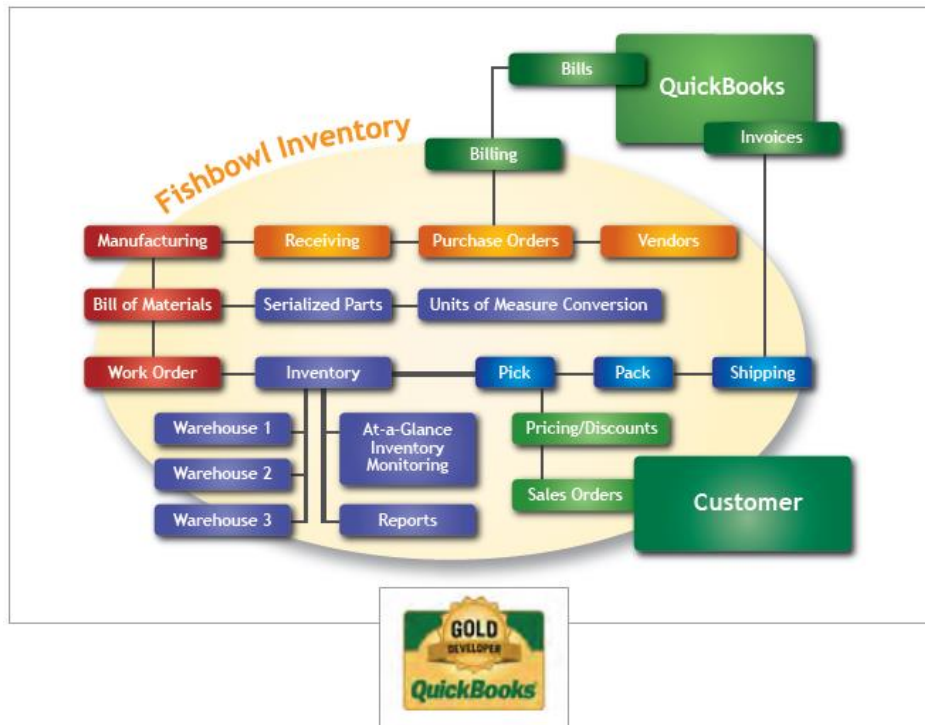 Bills
QuickBooks
Invoices
Fishbowl Inventory
Billing
Manufacturing
Receiving
Purchase Orders
Vendors
Bill of Materials
Serialized Parts
Units of Measure Conversion
Work Order
Inventory
Pick
Pack
Shipping
Warehouse 1
At-a-Glance
Inventory
Monitoring
Pricing/Discounts
Warehouse 2
Sales Orders
Customer
Warehouse 3
Reports
GOLD
DEVELOPER
QuickBooks